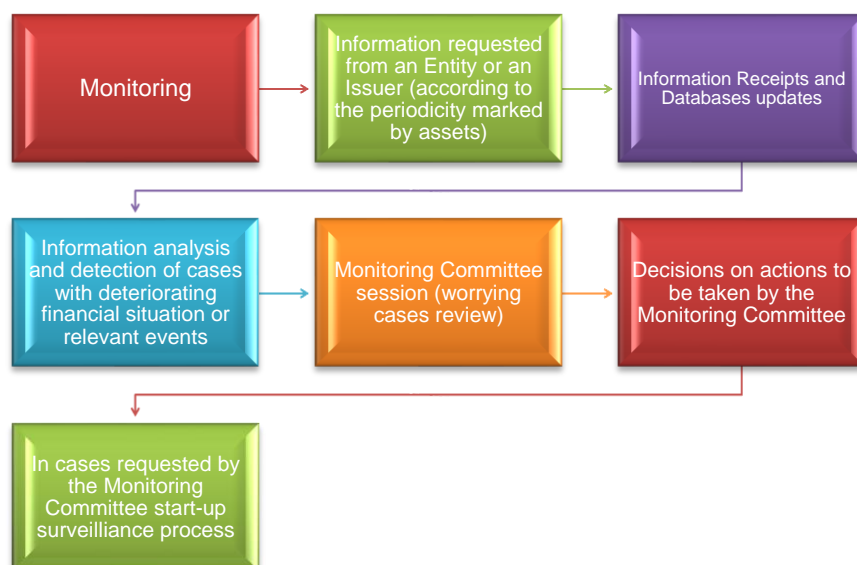 Monitoring
Information requested
from an Entity or an
Issuer (according to
the periodicity marked
by assets)
Information Receipts and
Databases updates
Information analysis
and detection of cases
with deteriorating
financial situation or
relevant events
Monitoring Committee
session (worrying
cases review)
Decisions on actions to
be taken by the
Monitoring Committee
In cases requested by
the Monitoring
Committee start-up
surveilliance process